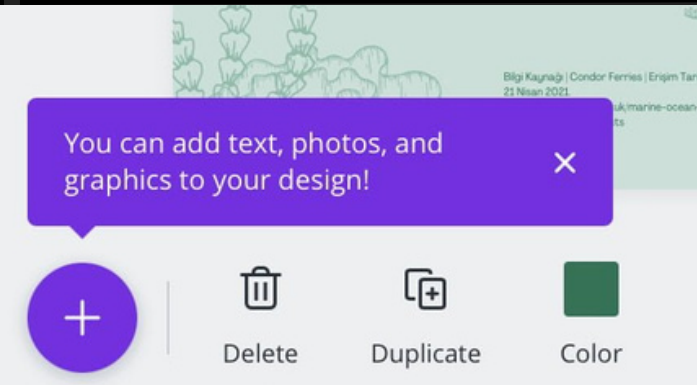 Bilgi Kaynağı | Condor Ferries | Erişim Tar
21 Nisan 2021.
uk/marine-ocean-
ts
You can add text, photos, and
graphics to your design!
Delete
Duplicate
Color